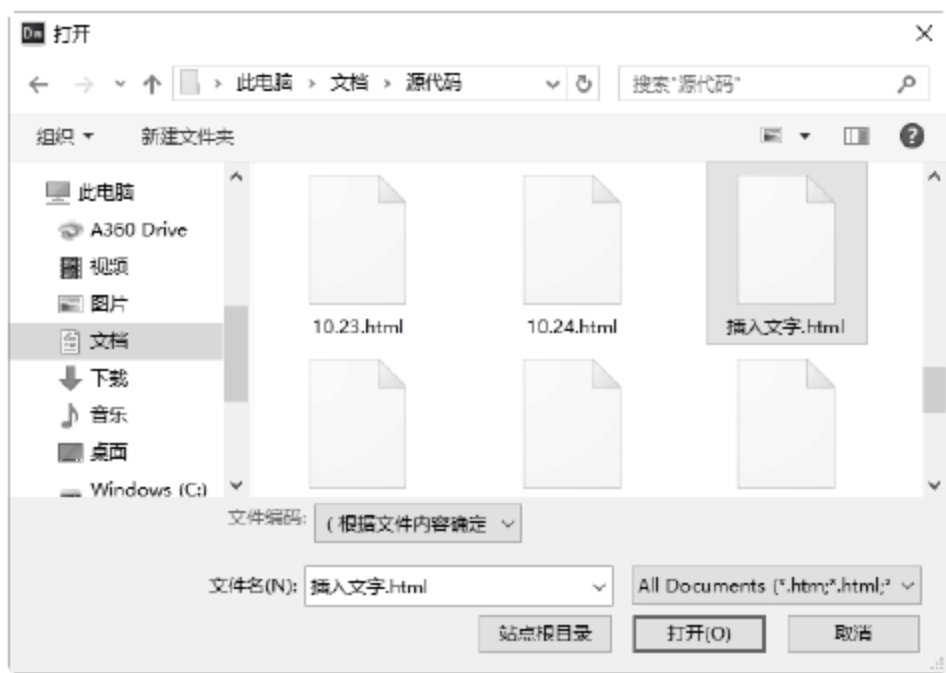 Dw 打开
此电脑 › 文档 › 源代码
搜索"源代码"
组织
新建文件夹
此电脑
A360 Drive
视频
图片
文档
下载
音乐
桌面
Windows (C:)
10.23.html
10.24.html
插入文字.html
文件编码:
(根据文件内容确定
文件名(N):
插入文字.html
All Documents (*.htm;*.html;*
站点根目录
打开(O)
取消